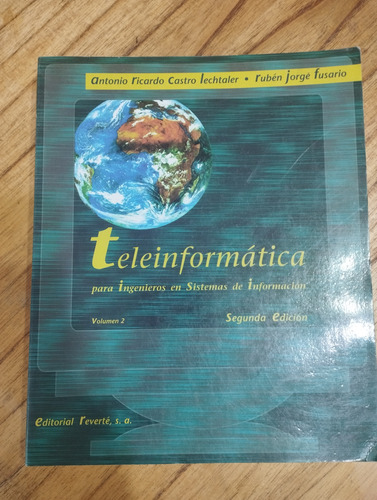 antonio ricardo castro lechtaler • rubén jorge fusario
teleinformática
para ingenieros en Sistemas de información
Volumen 2
Segunda Edición
editorial reverté, s. a.